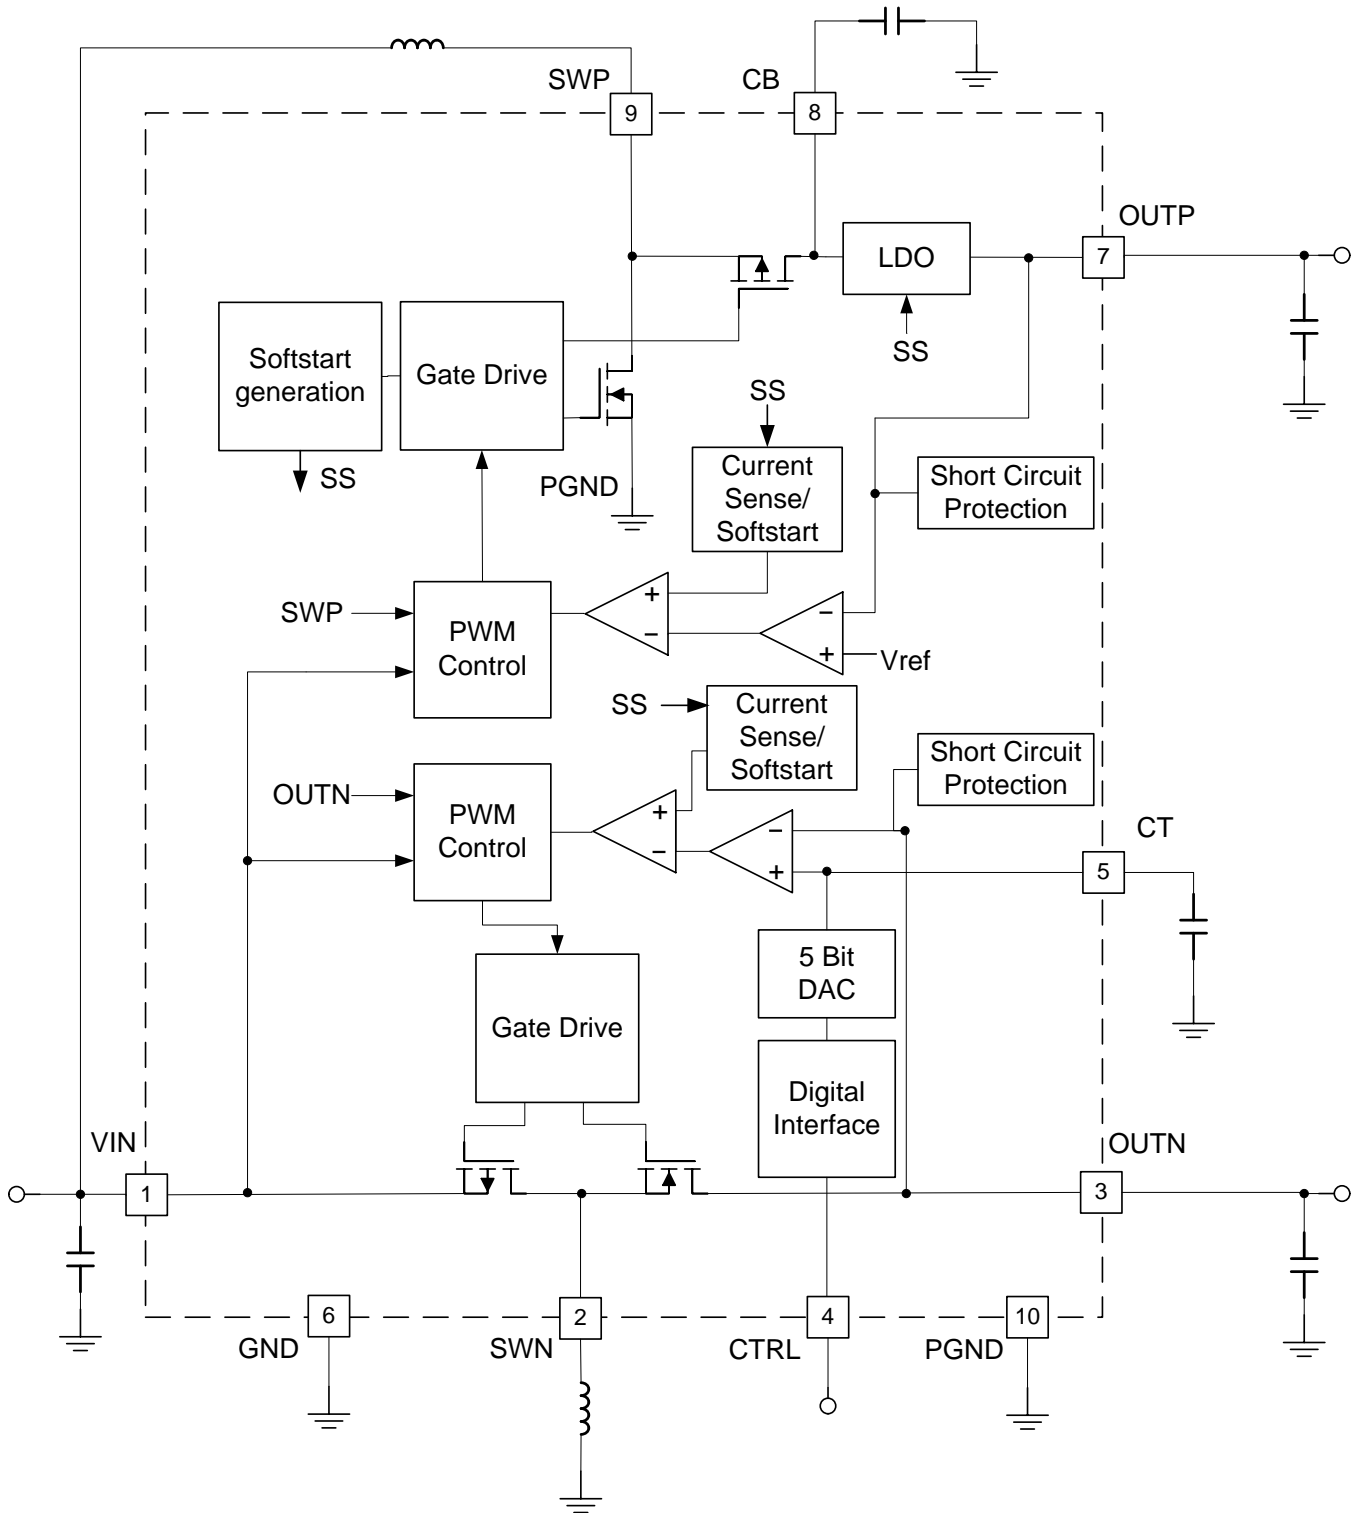 SWP
CB
9
8
OUTP
7
LDO
SS
Softstart
generation
Gate Drive
SS
SS
PGND
Current
Sense/
Softstart
Short Circuit
Protection
SWP
PWM
Control
+
−
−
+
Vref
SS
Current
Sense/
Softstart
Short Circuit
Protection
OUTN
PWM
Control
+
−
−
+
CT
5
5 Bit
DAC
Gate Drive
Digital
Interface
VIN
1
OUTN
3
6
2
4
10
GND
SWN
CTRL
PGND